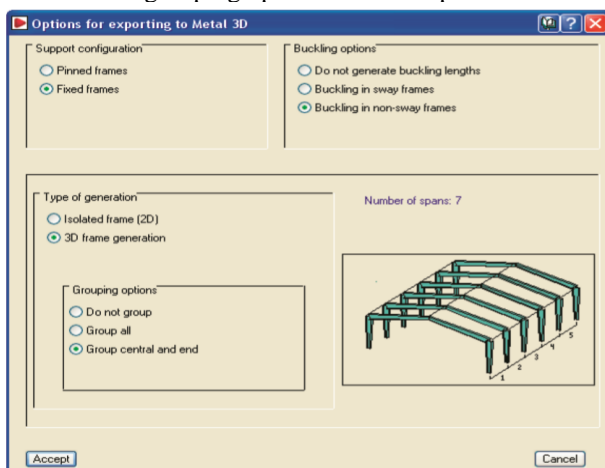 Options for exporting to Metal 3D
Support configuration
Pinned frames
Fixed frames
Buckling options
Do not generate buckling lengths
Buckling in sway frames
Buckling in non-sway frames
Type of generation
Isolated frame (2D)
3D frame generation
Number of spans: 7
Grouping options
Do not group
Group all
Group central and end
1
2
3
4
5
Accept
Cancel